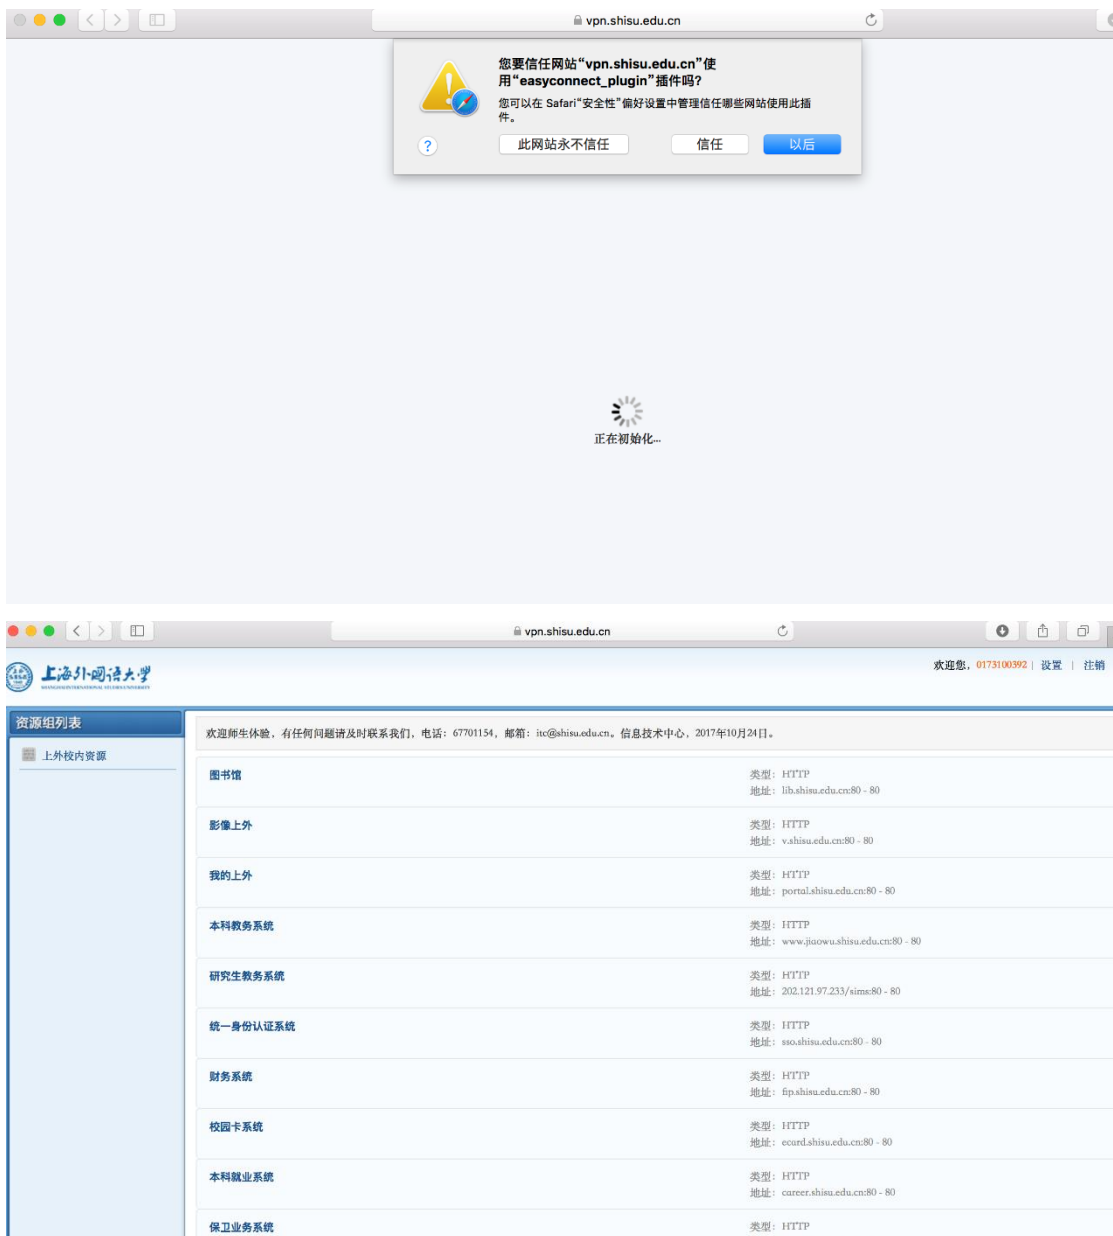 vpn.shisu.edu.cn
您要信任网站“vpn.shisu.edu.cn”使
用“easyconnect_plugin”插件吗?
您可以在 Safari“安全性”偏好设置中管理信任哪些网站使用此插
件。
?
此网站永不信任
信任
以后
正在初始化...
vpn.shisu.edu.cn
上海外国语大学
SHANGHAI INTERNATIONAL STUDIES UNIVERSITY
欢迎您, 0173100392 | 设置 | 注销
资源组列表
上外校内资源
欢迎师生体验, 有任何问题请及时联系我们, 电话: 67701154, 邮箱: itc@shisu.edu.cn。信息技术中心, 2017年10月24日。
图书馆
类型: HTTP
地址: lib.shisu.edu.cn:80 - 80
影像上外
类型: HTTP
地址: v.shisu.edu.cn:80 - 80
我的上外
类型: HTTP
地址: portal.shisu.edu.cn:80 - 80
本科教务系统
类型: HTTP
地址: www.jiaowu.shisu.edu.cn:80 - 80
研究生教务系统
类型: HTTP
地址: 202.121.97.233/sims:80 - 80
统一身份认证系统
类型: HTTP
地址: sso.shisu.edu.cn:80 - 80
财务系统
类型: HTTP
地址: fip.shisu.edu.cn:80 - 80
校园卡系统
类型: HTTP
地址: ecard.shisu.edu.cn:80 - 80
本科就业系统
类型: HTTP
地址: career.shisu.edu.cn:80 - 80
保卫业务系统
类型: HTTP